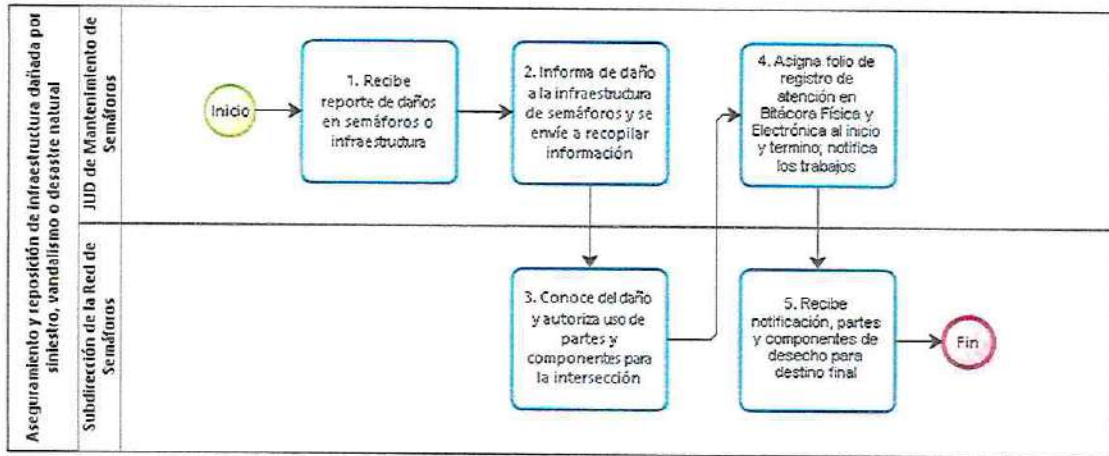 Aseguramiento y reposición de infraestructura dañada por
siniestro, vandalismo o desastre natural
JUD de Mantenimiento de
Semáforos
Inicio
1. Recibe
reporte de daños
en semáforos o
infraestructura
2. Informa de daño
a la infraestructura
de semáforos y se
envíe a recopilar
información
4. Asigna folio de
registro de
atención en
Bitácora Física y
Electrónica al inicio
y termino; notifica
los trabajos
Subdirección de la Red de
Semáforos
3. Conoce del daño
y autoriza uso de
partes y
componentes para
la intersección
5. Recibe
notificación, partes
y componentes de
desecho para
destino final
Fin